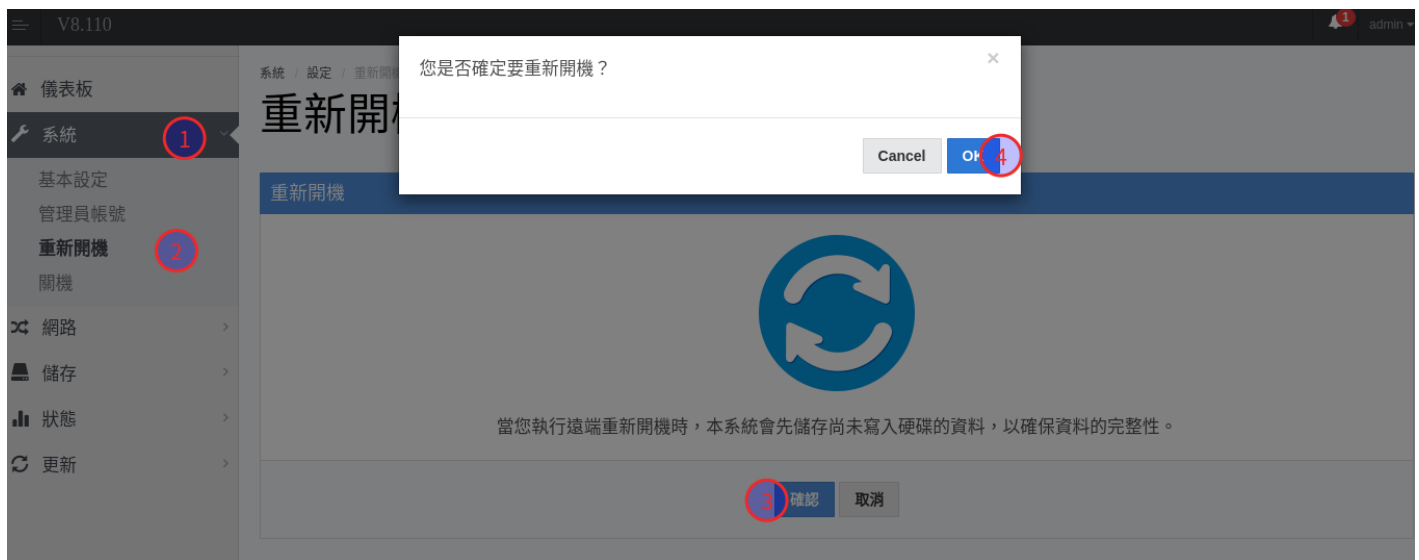 V8.110
1
admin
您是否確定要重新開機？
×
系統 / 設定 / 重新開機
儀表板
重新開機
系統
1
Cancel
OK
4
基本設定
重新開機
管理員帳號
重新開機
2
關機
網路
儲存
狀態
當您執行遠端重新開機時，本系統會先儲存尚未寫入硬碟的資料，以確保資料的完整性。
更新
3
確認
取消